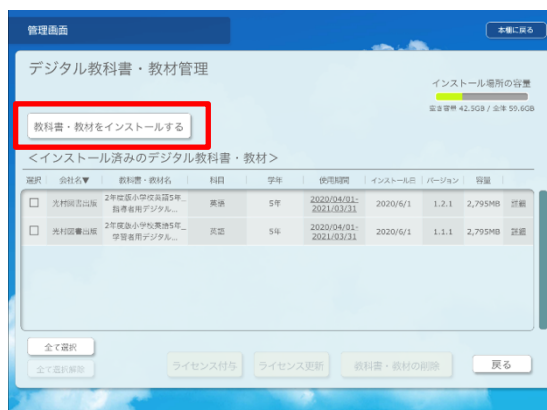 管理画面
本棚に戻る
デジタル教科書・教材管理
インストール場所の容量
空き容量 42.3GB / 全体 59.6GB
教科書・教材をインストールする
＜インストール済みのデジタル教科書・教材＞
選択 会社名▼ 教科書・教材名 科目 学年 使用期間 インストール日 バージョン 容量
光村図書出版 2年度版小学校英語5年_指導者用デジタル... 英語 5年 2020/04/01-2021/03/31 2020/6/1 1.2.1 2,795MB 詳細
光村図書出版 2年度版小学校英語5年_学習者用デジタル... 英語 5年 2020/04/01-2021/03/31 2020/6/1 1.1.1 2,795MB 詳細
全て選択
全て選択解除 ライセンス付与 ライセンス更新 教科書・教材の削除 戻る